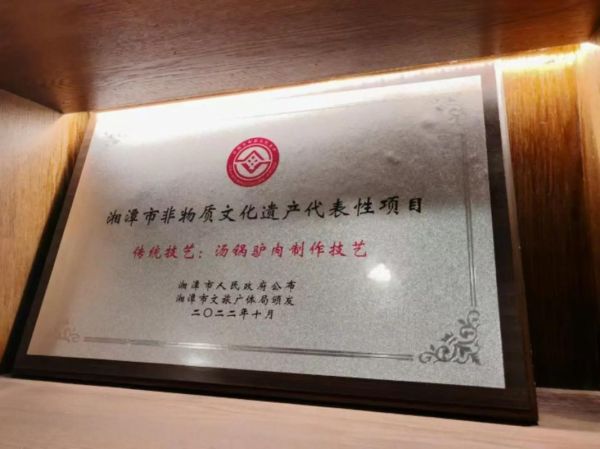 湘潭市非物质文化遗产代表性项目
传统技艺：汤锅驴肉制作技艺
湘潭市人民政府公布
湘潭市文旅广体局颁发
二〇二二年十月